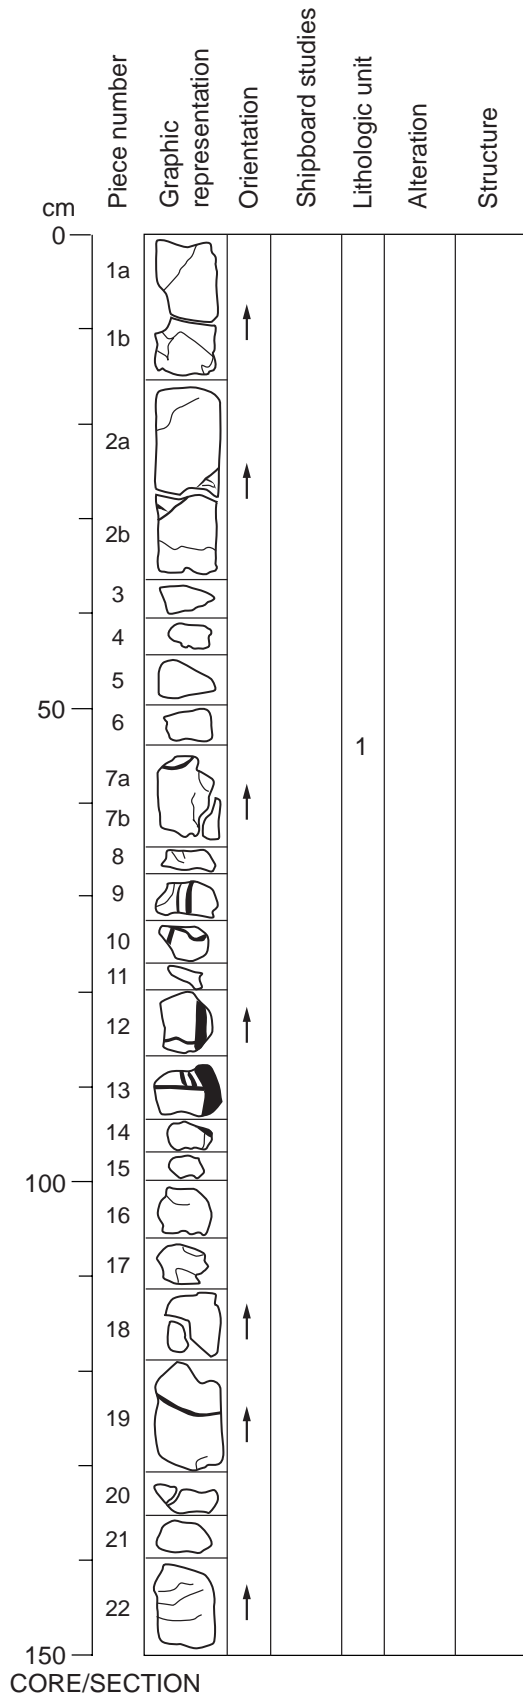 cm
Piece number
Graphic
representation
Orientation
Shipboard studies
Lithologic unit
Alteration
Structure
0
1a
1b
2a
2b
3
4
5
50
6
1
7a
7b
8
9
10
11
12
13
14
15
100
16
17
18
19
20
21
22
150
CORE/SECTION